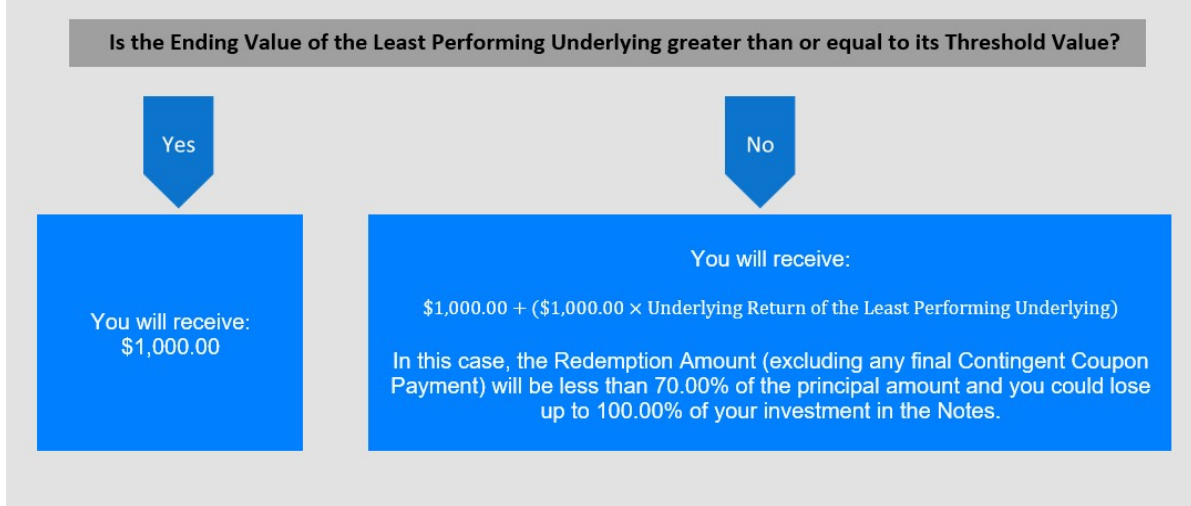 Is the Ending Value of the Least Performing Underlying greater than or equal to its Threshold Value?
Yes
No
You will receive:
$1,000.00
You will receive:
$1,000.00 + ($1,000.00 × Underlying Return of the Least Performing Underlying)
In this case, the Redemption Amount (excluding any final Contingent Coupon
Payment) will be less than 70.00% of the principal amount and you could lose
up to 100.00% of your investment in the Notes.